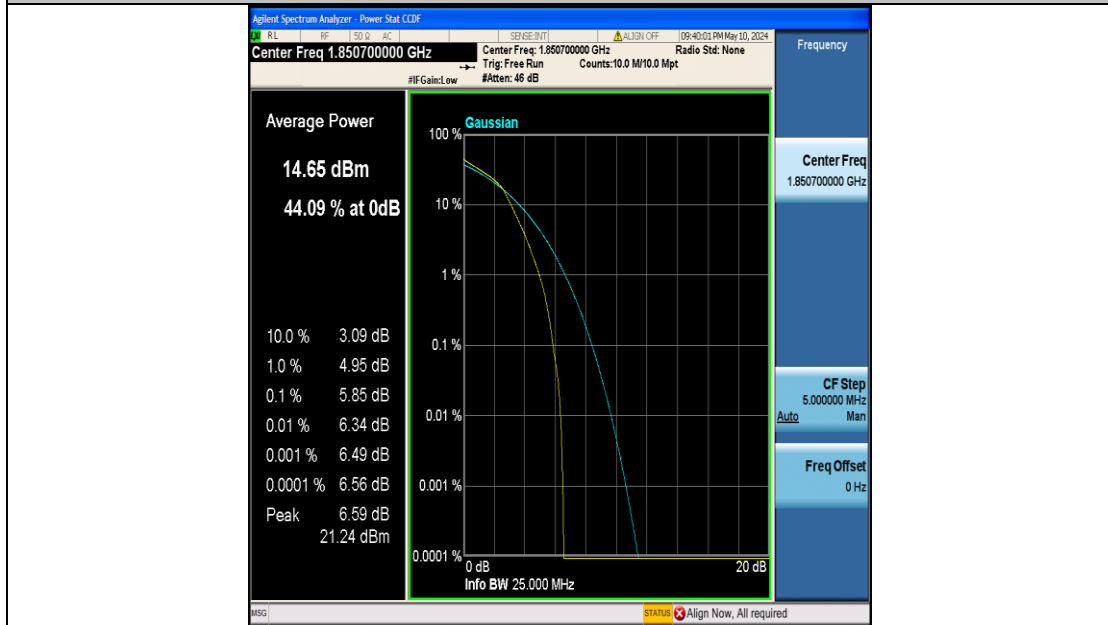 Agilent Spectrum Analyzer - Power Stat CCDF
RL RF 50 Ω AC SENSE:INT ALIGN OFF 09:40:01 PM May 10, 2024
Center Freq 1.850700000 GHz
Center Freq: 1.850700000 GHz Radio Std: None
Trig: Free Run Counts:10.0 M/10.0 Mpt
#IFGain:Low #Atten: 46 dB
Frequency
Average Power
14.65 dBm
44.09 % at 0dB
10.0 % 3.09 dB
1.0 % 4.95 dB
0.1 % 5.85 dB
0.01 % 6.34 dB
0.001 % 6.49 dB
0.0001 % 6.56 dB
Peak 6.59 dB
21.24 dBm
Gaussian
100 %
10 %
1 %
0.1 %
0.01 %
0.001 %
0.0001 %
0 dB 20 dB
Info BW 25.000 MHz
Center Freq
1.850700000 GHz
CF Step
5.000000 MHz
Auto Man
Freq Offset
0 Hz
MSG STATUS Align Now, All required